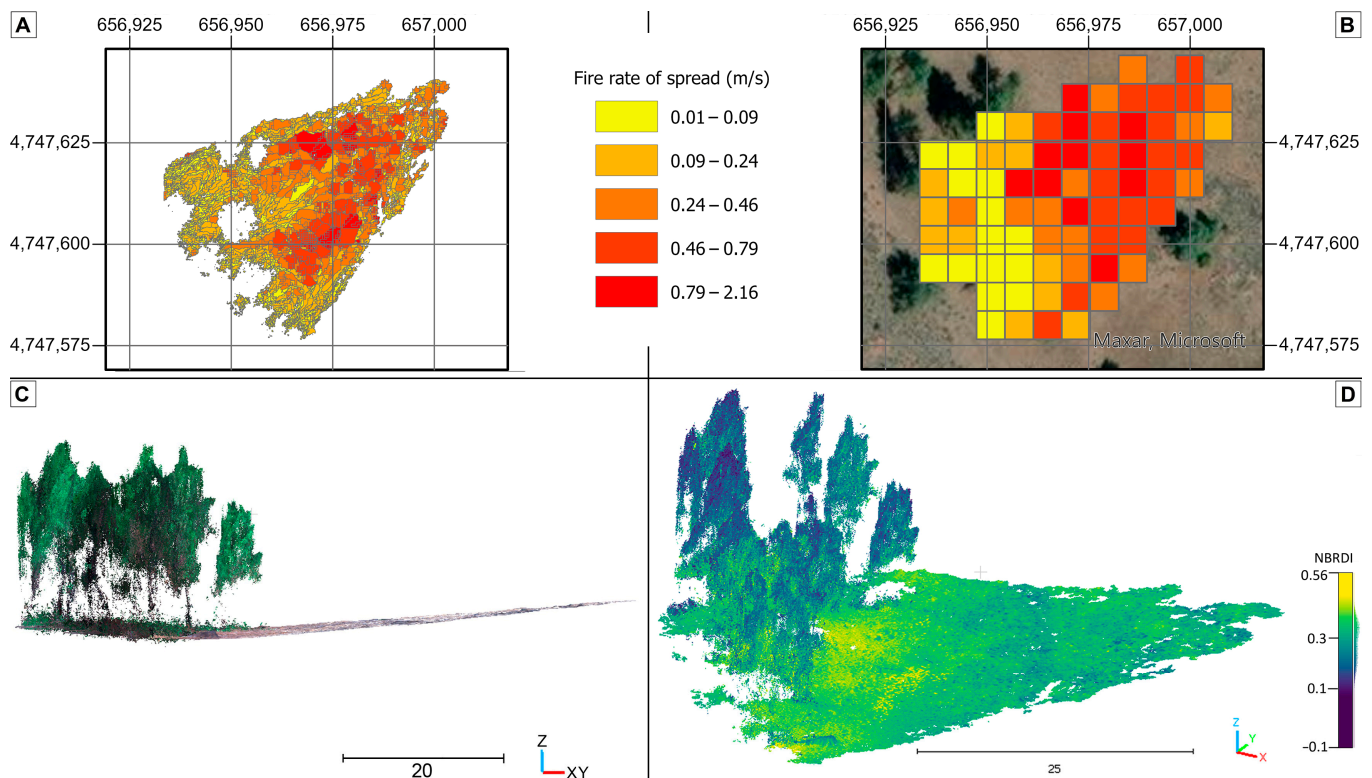 A
656,925 656,950 656,975 657,000
4,747,625
4,747,600
4,747,575
Fire rate of spread (m/s)
0.01 – 0.09
0.09 – 0.24
0.24 – 0.46
0.46 – 0.79
0.79 – 2.16
B
656,925 656,950 656,975 657,000
4,747,625
4,747,600
4,747,575
Maxar, Microsoft
C
20
Z
XY
D
NBRDI
0.56
0.3
0.1
−0.1
Z
Y
X
25